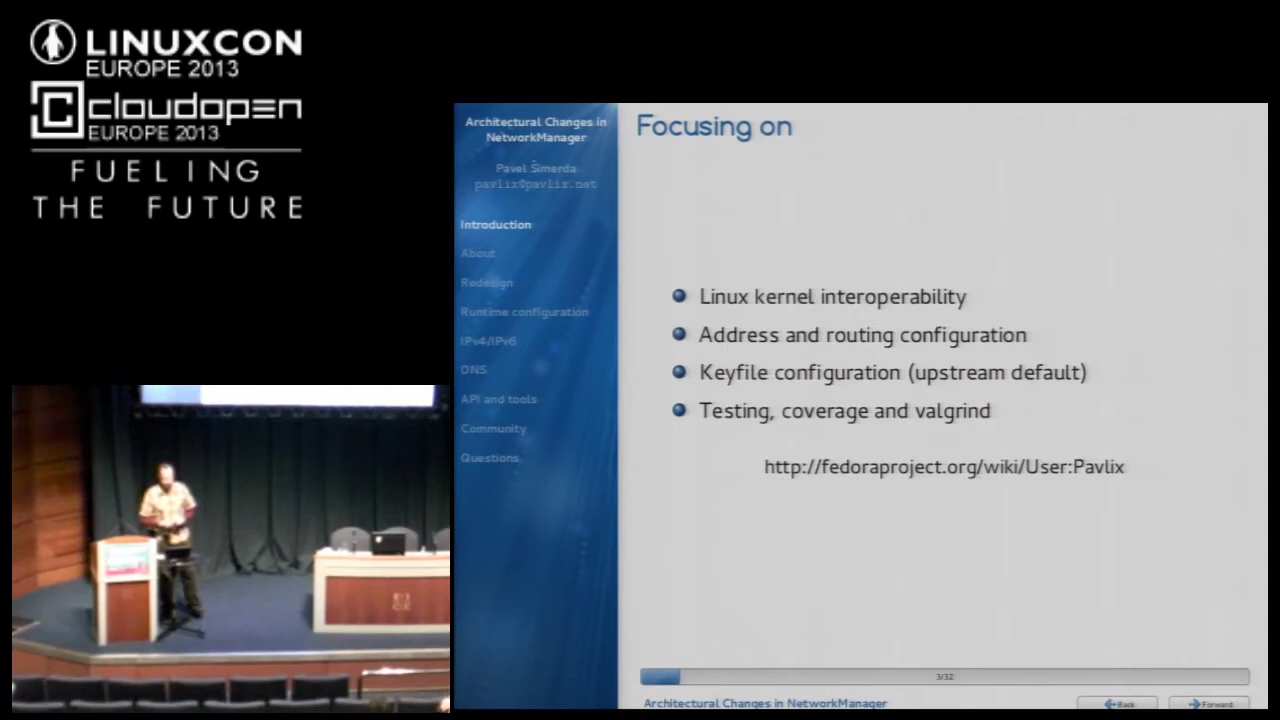 LINUXCON
EUROPE 2013
cloudopen
EUROPE 2013
FUELING
THE FUTURE
Architectural Changes in
NetworkManager
Pavel Šimerda
pavlix@pavlix.net
Introduction
About
Redesign
Runtime configuration
IPv4/IPv6
DNS
API and tools
Community
Questions
Focusing on
Linux kernel interoperability
Address and routing configuration
Keyfile configuration (upstream default)
Testing, coverage and valgrind
http://fedoraproject.org/wiki/User:Pavlix
3/32
Architectural Changes in NetworkManager
Back
Forward